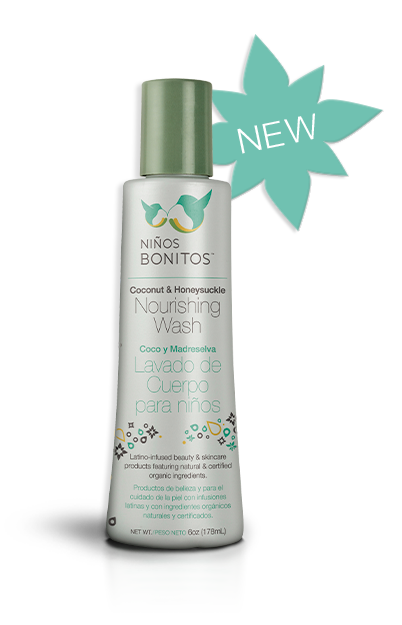 NEW
NIÑOS
BONITOS™
Coconut & Honeysuckle
Nourishing
Wash
Coco y Madreselva
Lavado de
Cuerpo
para niños
Latino-infused beauty & skincare
products featuring natural & certified
organic ingredients.
Productos de belleza y para el
cuidado de la piel con infusiones
latinas y con ingredientes orgánicos
naturales y certificados.
NET WT. /PESO NETO 6oz (178mL)